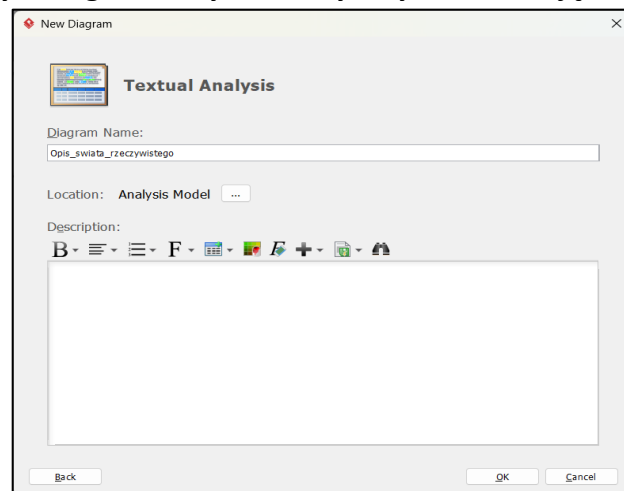 New Diagram
Textual Analysis
Diagram Name:
Opis_swiata_rzeczywistego
Location: Analysis Model ...
Description:
B F F
Back OK Cancel